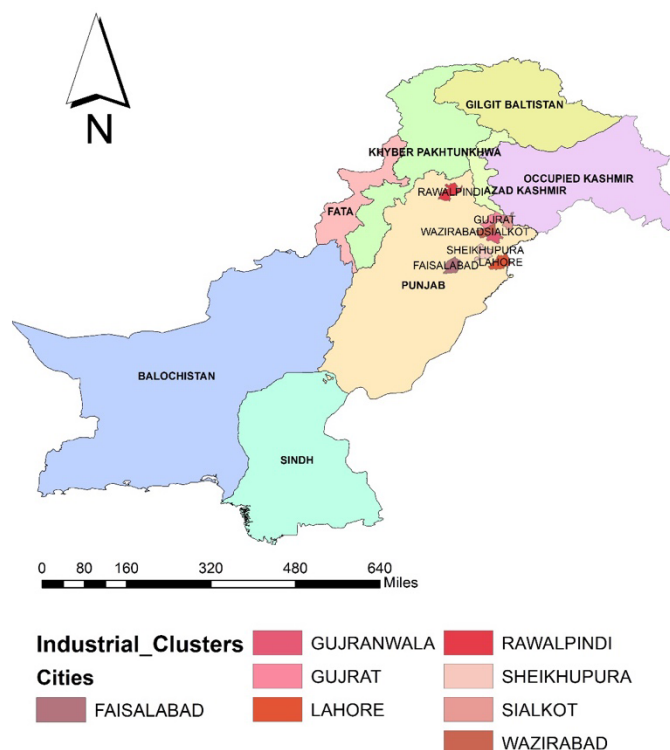 N
GILGIT BALTISTAN
KHYBER PAKHTUNKHWA
OCCUPIED KASHMIR
RAWALPINDI
AZAD KASHMIR
FATA
GUJRAT
WAZIRABAD
SIALKOT
SHEIKHUPURA
LAHORE
FAISALABAD
PUNJAB
BALOCHISTAN
SINDH
0 80 160 320 480 640
Miles
Industrial_Clusters
Cities
FAISALABAD
GUJRANWALA
GUJRAT
LAHORE
RAWALPINDI
SHEIKHUPURA
SIALKOT
WAZIRABAD